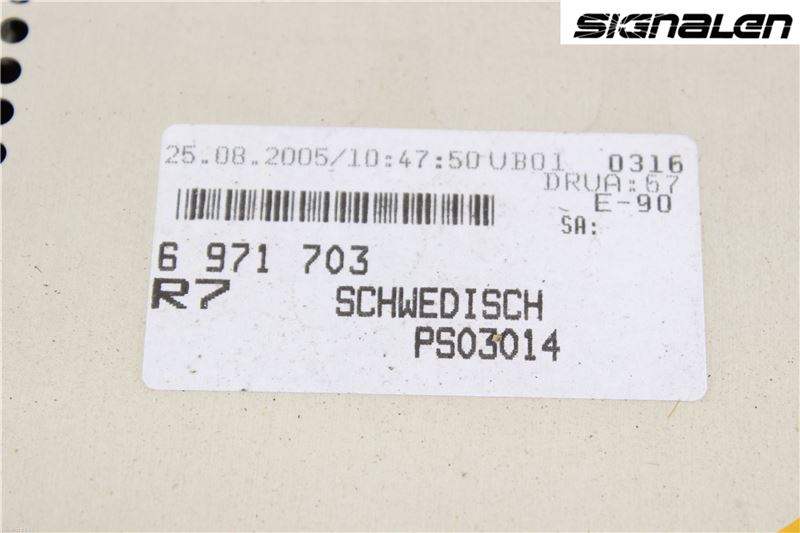 SIGNALEN
25.08.2005/10:47:50 UB01 0316
DRUA:67
E-90
SA:
6 971 703
R7 SCHWEDISCH
PS03014